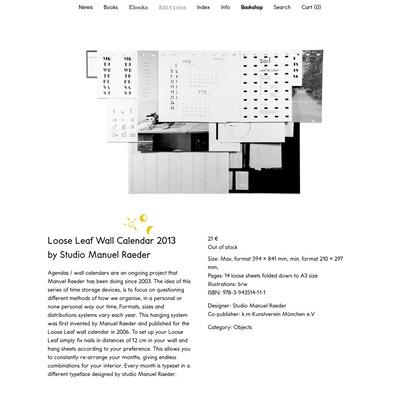 News Books Ebooks Editions Index Info Bookshop Search Cart (0)
Loose Leaf Wall Calendar 2013
by Studio Manuel Raeder
Agendas / wall calendars are an ongoing project that
Manuel Raeder has been doing since 2003. The idea of this
series of time storage devices, is to focus on questioning
different methods of how we organise, in a personal or
none personal way our time. Formats, sizes and
distributions systems vary each year. This hanging system
was first invented by Manuel Raeder and published for the
Loose Leaf wall calendar in 2006. To set up your Loose
Leaf simply fix nails in distances of 12 cm in your wall and
hang sheets according to your preference. This allows you
to constantly re-arrange your months, giving endless
combinations for your interior. Every month is typeset in a
different typeface designed by studio Manuel Raeder.
21 €
Out of stock
Size: Max. format 594 × 841 mm, min. format 210 × 297
mm,
Pages: 14 loose sheets folded down to A3 size
Illustrations: b/w
ISBN: 978-3-943514-11-1
Designer: Studio Manuel Raeder
Co-publisher: k.m Kunstverein München e.V
Category: Objects